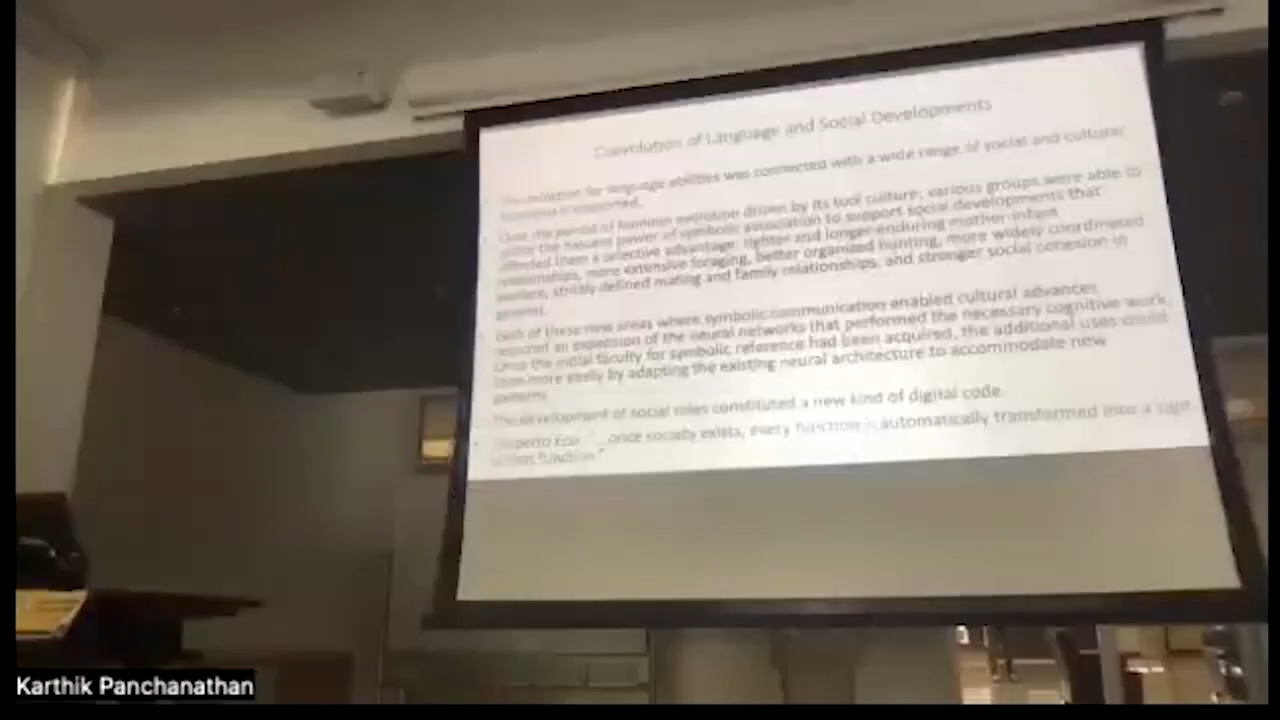 Coevolution of Language and Social Developments
selection for language abilities was connected with a wide range of social and cultural
functions it supported.
Over the period of hominin evolution driven by its tool culture, various groups were able to
the nascent power of symbolic association to support social developments that
afforded them a selective advantage: tighter and longer-enduring mother-infant
relationships, more extensive foraging, better organized hunting, more widely coordinated
welfare, strictly defined mating and family relationships, and stronger social cohesion in
general.
Each of these new areas where symbolic communication enabled cultural advances
required an expansion of the neural networks that performed the necessary cognitive work.
Once the initial faculty for symbolic reference had been acquired, the additional uses could
more easily by adapting the existing neural architecture to accommodate new
patterns.
The development of social roles constituted a new kind of digital code.
Umberto Eco: "...once society exists, every function is automatically transformed into a sign
function"
Karthik Panchanathan